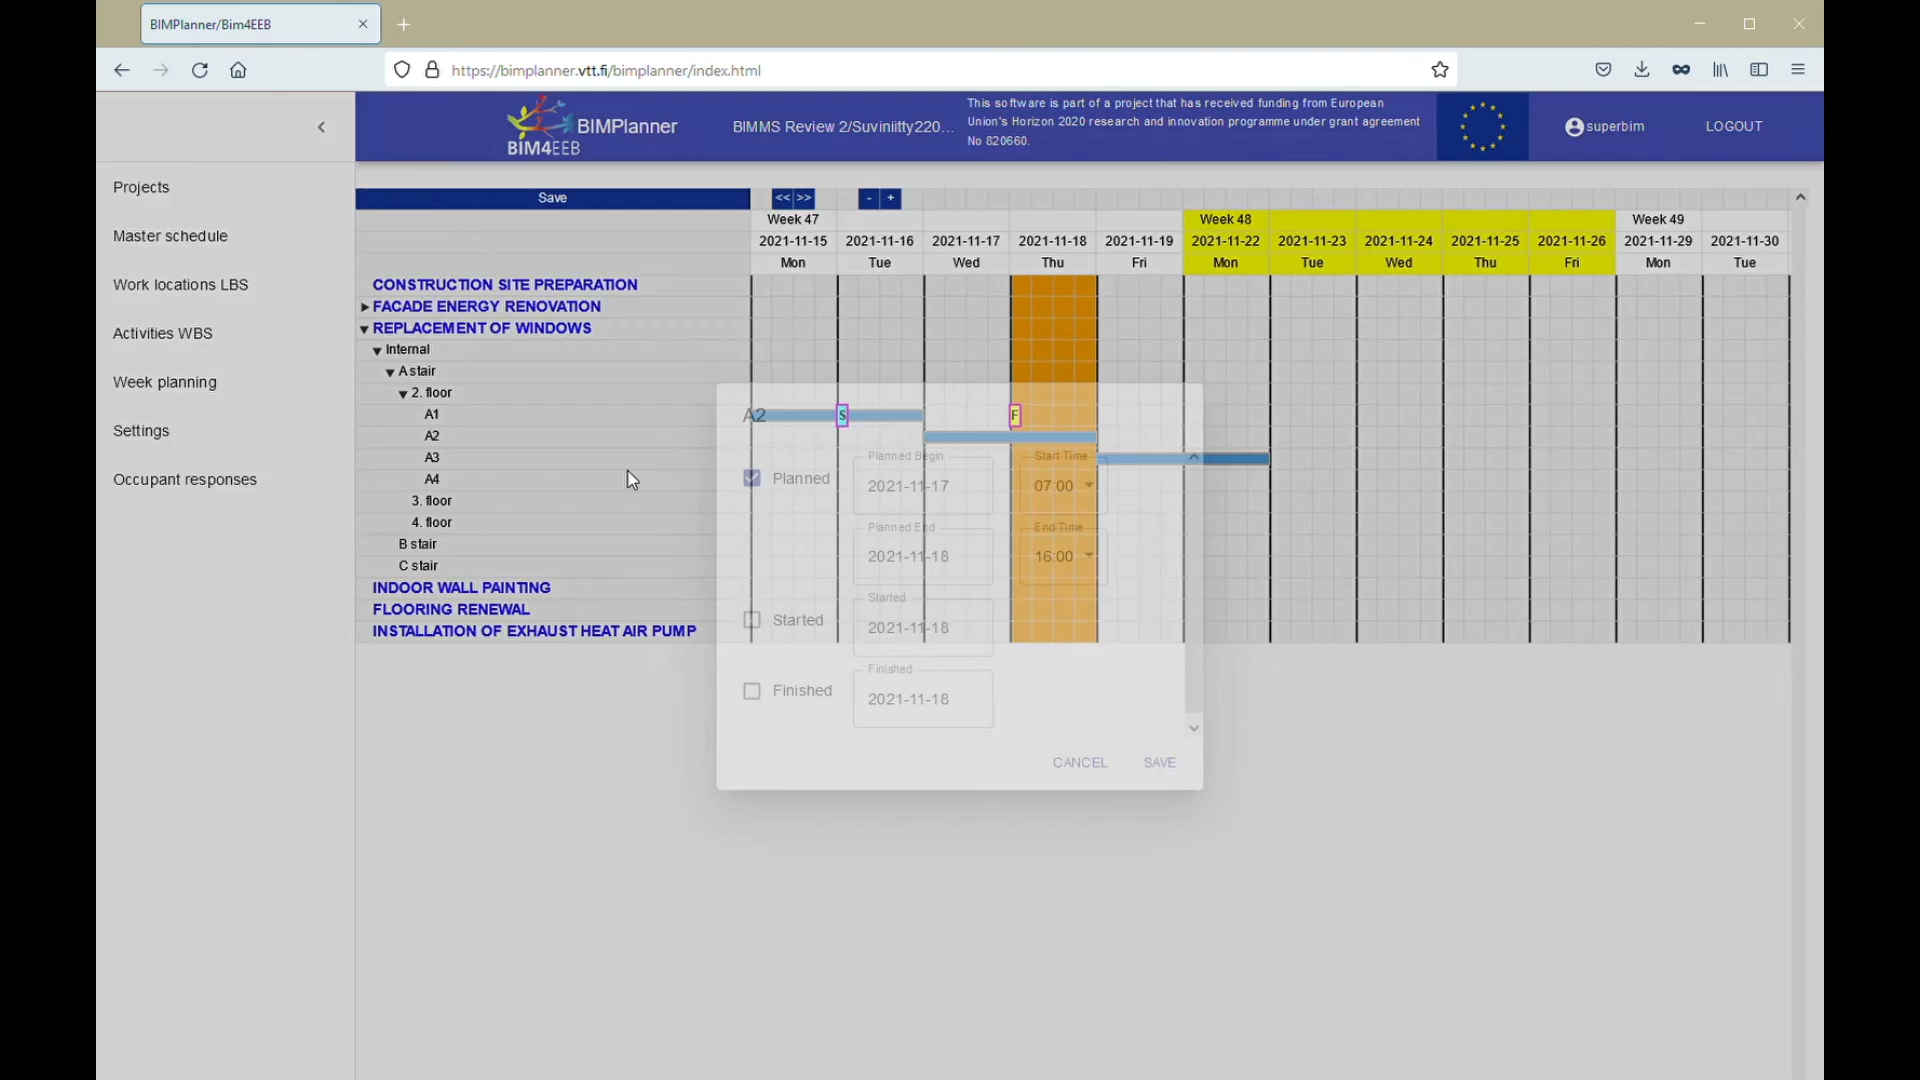 BIMPlanner/Bim4EEB
https://bimplanner.vtt.fi/bimplanner/index.html
BIMPlanner
BIM4EEB
BIMMS Review 2/Suviniitty220...
This software is part of a project that has received funding from European
Union's Horizon 2020 research and innovation programme under grant agreement
No 820660.
superbim
LOGOUT
Projects
Master schedule
Work locations LBS
Activities WBS
Week planning
Settings
Occupant responses
Save
<< >>
- +
Week 47 Week 48 Week 49
2021-11-15 2021-11-16 2021-11-17 2021-11-18 2021-11-19 2021-11-22 2021-11-23 2021-11-24 2021-11-25 2021-11-26 2021-11-29 2021-11-30
Mon Tue Wed Thu Fri Mon Tue Wed Thu Fri Mon Tue
CONSTRUCTION SITE PREPARATION
FACADE ENERGY RENOVATION
REPLACEMENT OF WINDOWS
Internal
A stair
2. floor
A1
A2
A3
A4
3. floor
4. floor
B stair
C stair
INDOOR WALL PAINTING
FLOORING RENEWAL
INSTALLATION OF EXHAUST HEAT AIR PUMP
S F
A2
Planned
Planned Begin
2021-11-17
Start Time
07:00
Planned End
2021-11-18
End Time
16:00
Started
Started
2021-11-18
Finished
Finished
2021-11-18
CANCEL SAVE